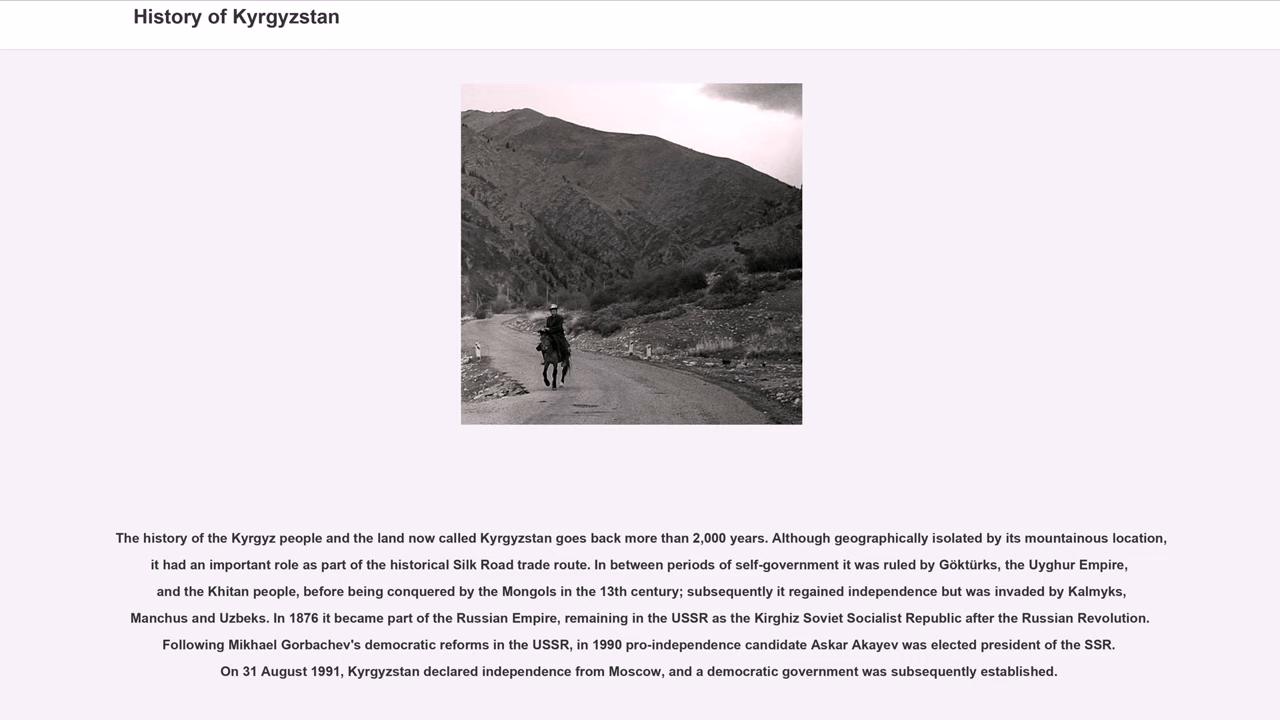 History of Kyrgyzstan
The history of the Kyrgyz people and the land now called Kyrgyzstan goes back more than 2,000 years. Although geographically isolated by its mountainous location,
it had an important role as part of the historical Silk Road trade route. In between periods of self-government it was ruled by Göktürks, the Uyghur Empire,
and the Khitan people, before being conquered by the Mongols in the 13th century; subsequently it regained independence but was invaded by Kalmyks,
Manchus and Uzbeks. In 1876 it became part of the Russian Empire, remaining in the USSR as the Kirghiz Soviet Socialist Republic after the Russian Revolution.
Following Mikhael Gorbachev's democratic reforms in the USSR, in 1990 pro-independence candidate Askar Akayev was elected president of the SSR.
On 31 August 1991, Kyrgyzstan declared independence from Moscow, and a democratic government was subsequently established.